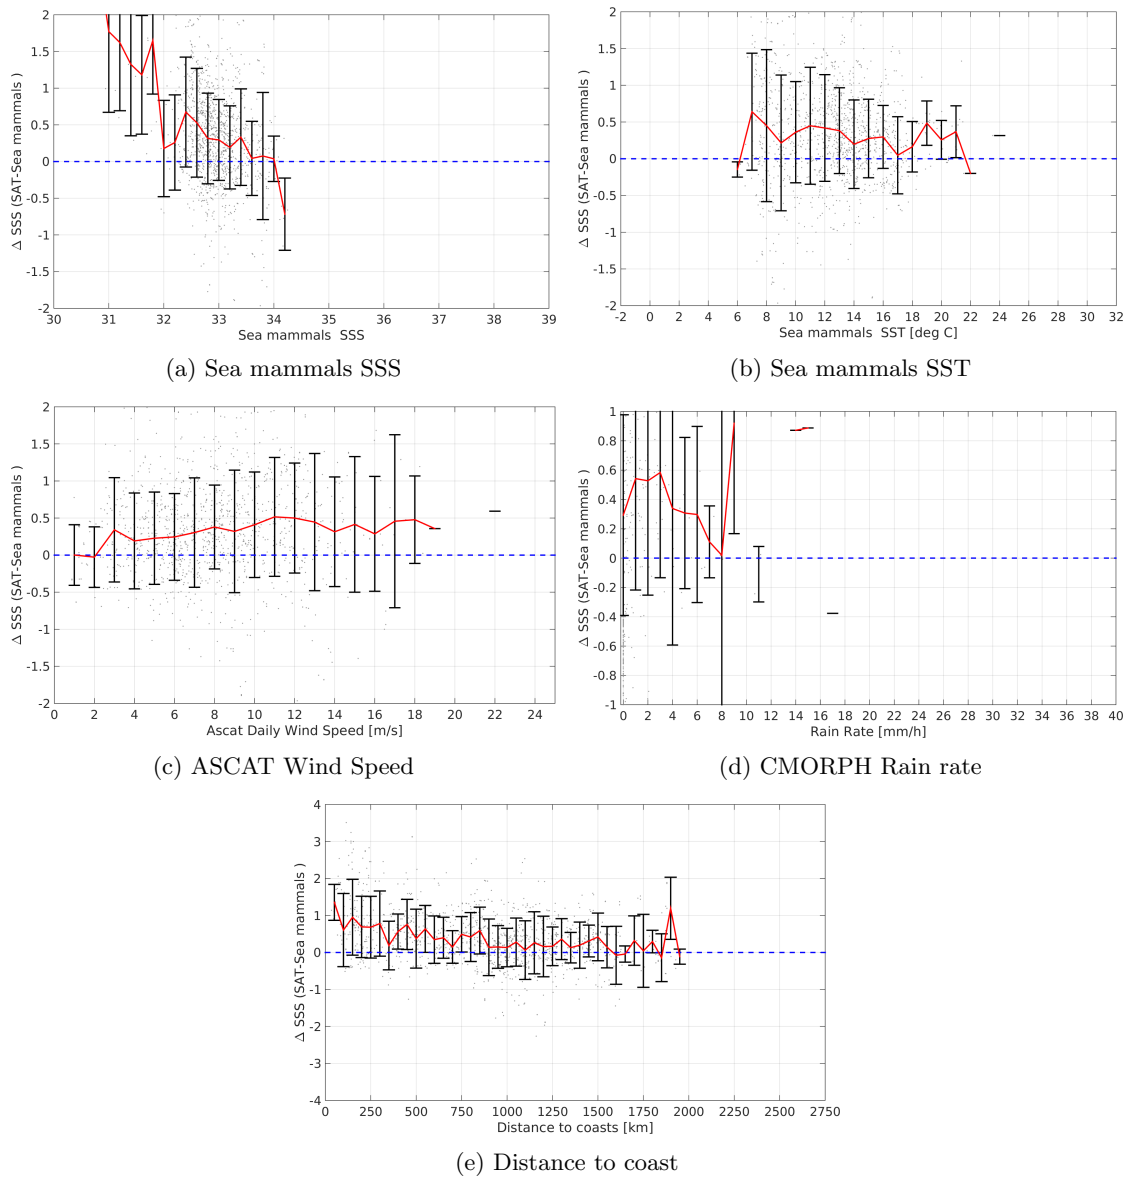 2
1.5
1
0.5
0
-0.5
-1
-1.5
-2
Δ SSS (SAT-Sea mammals )
30 31 32 33 34 35 36 37 38 39
Sea mammals SSS
(a) Sea mammals SSS
2
1.5
1
0.5
0
-0.5
-1
-1.5
-2
Δ SSS (SAT-Sea mammals )
-2 0 2 4 6 8 10 12 14 16 18 20 22 24 26 28 30 32
Sea mammals SST [deg C]
(b) Sea mammals SST
2
1.5
1
0.5
0
-0.5
-1
-1.5
-2
Δ SSS (SAT-Sea mammals )
0 2 4 6 8 10 12 14 16 18 20 22 24
Ascat Daily Wind Speed [m/s]
(c) ASCAT Wind Speed
1
0.8
0.6
0.4
0.2
0
-0.2
-0.4
-0.6
-0.8
-1
Δ SSS (SAT-Sea mammals )
0 2 4 6 8 10 12 14 16 18 20 22 24 26 28 30 32 34 36 38 40
Rain Rate [mm/h]
(d) CMORPH Rain rate
4
3
2
1
0
-1
-2
-3
-4
Δ SSS (SAT-Sea mammals )
0 250 500 750 1000 1250 1500 1750 2000 2250 2500 2750
Distance to coasts [km]
(e) Distance to coast